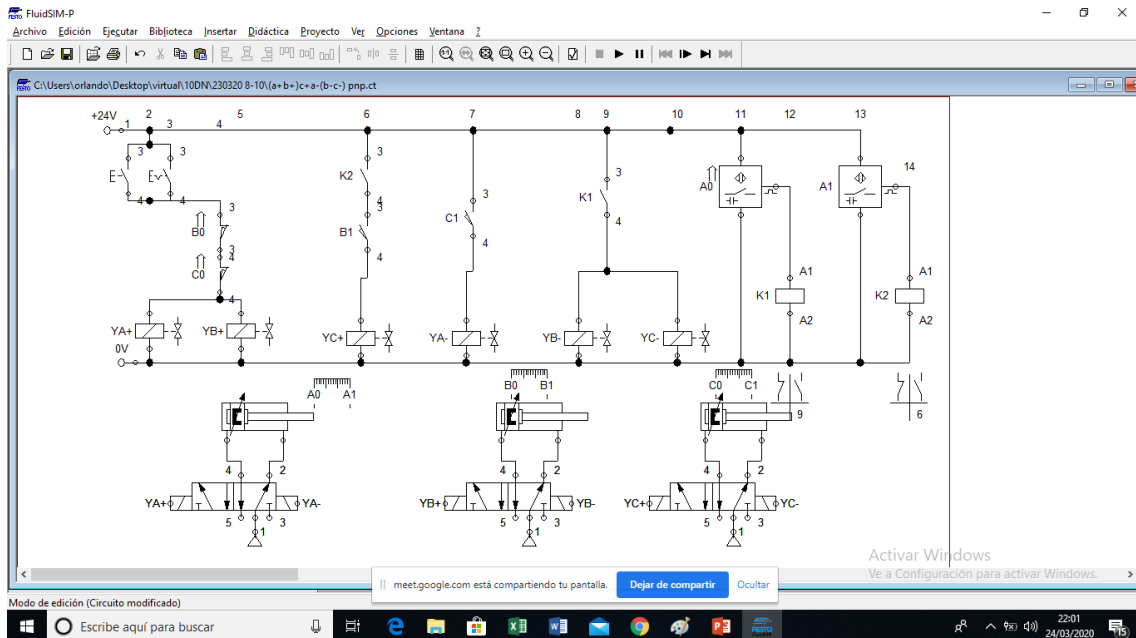 FluidSIM-P
Archivo Edición Ejecutar Biblioteca Insertar Didáctica Proyecto Ver Opciones Ventana ?
C:\Users\orlando\Desktop\virtual\10DN\230320 8-10\(a+b+)c+a-(b-c-) pnp.ct
+24V 1 2 3 4 5 6 7 8 9 10 11 12 13
3 3 3 3 14
E E K2 A0 A1
4 4 4 3 3 K1
3 B1 C1 4
B0 4 4
3
4
C0 A1 A1
4 K1 K2
YA+ YB+ YC+ YA- YB- YC- A2 A2
0V
A0 A1 B0 B1 C0 C1
9 6
4 2 4 2 4 2
YA+ YA- YB+ YB- YC+ YC-
5 3 5 3 5 3
1 1 1
Activar Windows
Ve a Configuración para activar Windows.
meet.google.com está compartiendo tu pantalla. Dejar de compartir Ocultar
Modo de edición (Circuito modificado)
Escribe aquí para buscar
22:01
24/03/2020
15